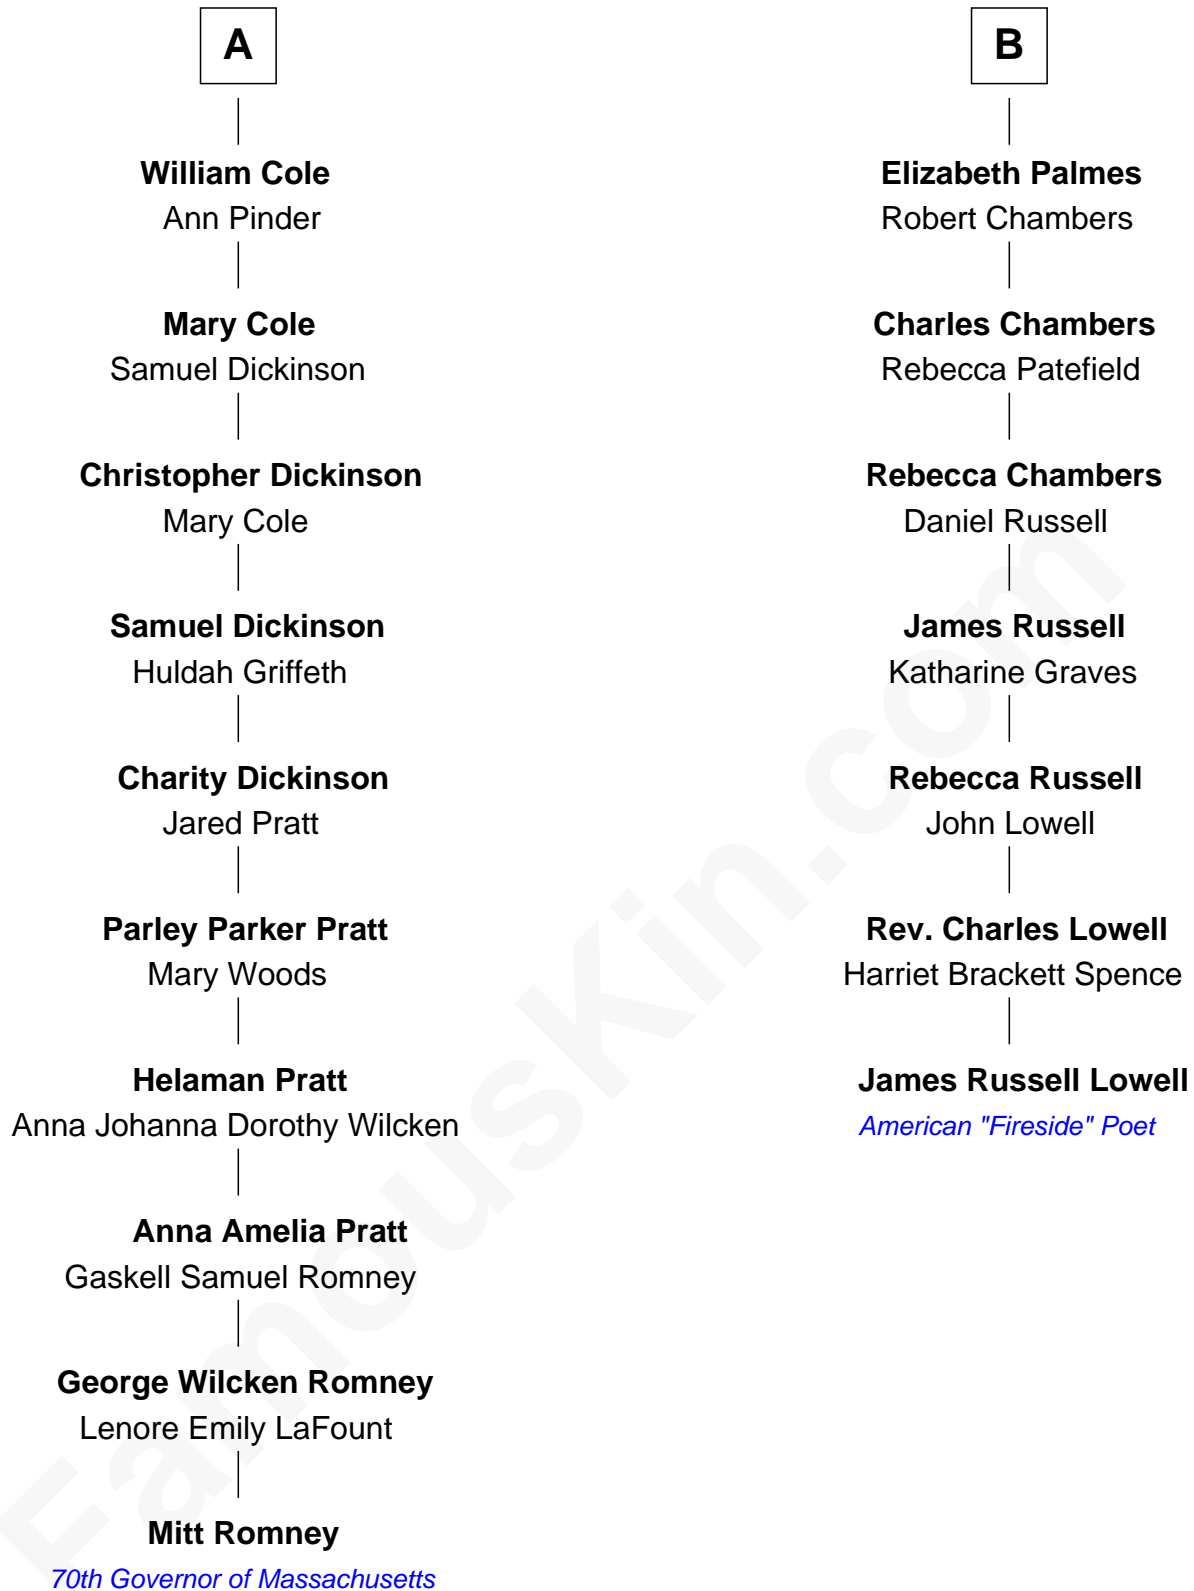 A
William Cole
Ann Pinder
Mary Cole
Samuel Dickinson
Christopher Dickinson
Mary Cole
Samuel Dickinson
Huldah Griffeth
Charity Dickinson
Jared Pratt
Parley Parker Pratt
Mary Woods
Helaman Pratt
Anna Johanna Dorothy Wilcken
Anna Amelia Pratt
Gaskell Samuel Romney
George Wilcken Romney
Lenore Emily LaFount
Mitt Romney
70th Governor of Massachusetts
B
Elizabeth Palmes
Robert Chambers
Charles Chambers
Rebecca Patefield
Rebecca Chambers
Daniel Russell
James Russell
Katharine Graves
Rebecca Russell
John Lowell
Rev. Charles Lowell
Harriet Brackett Spence
James Russell Lowell
American "Fireside" Poet
FamousKin.com